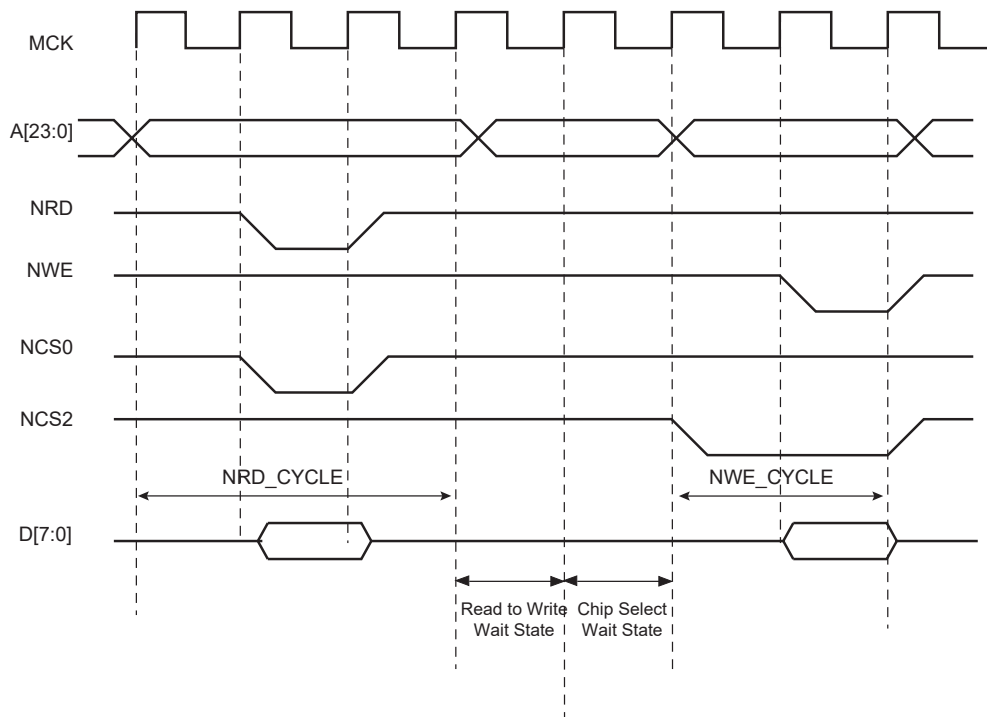 MCK
A[23:0]
NRD
NWE
NCS0
NCS2
NRD_CYCLE
NWE_CYCLE
D[7:0]
Read to Write
Wait State
Chip Select
Wait State